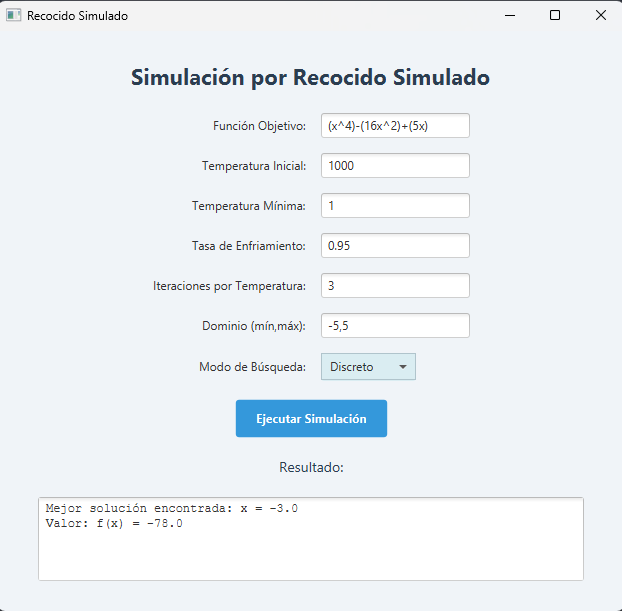 Recocido Simulado
Simulación por Recocido Simulado
Función Objetivo: (x^4)-(16x^2)+(5x)
Temperatura Inicial: 1000
Temperatura Mínima: 1
Tasa de Enfriamiento: 0.95
Iteraciones por Temperatura: 3
Dominio (mín,máx): -5,5
Modo de Búsqueda: Discreto
Ejecutar Simulación
Resultado:
Mejor solución encontrada: x = -3.0
Valor: f(x) = -78.0